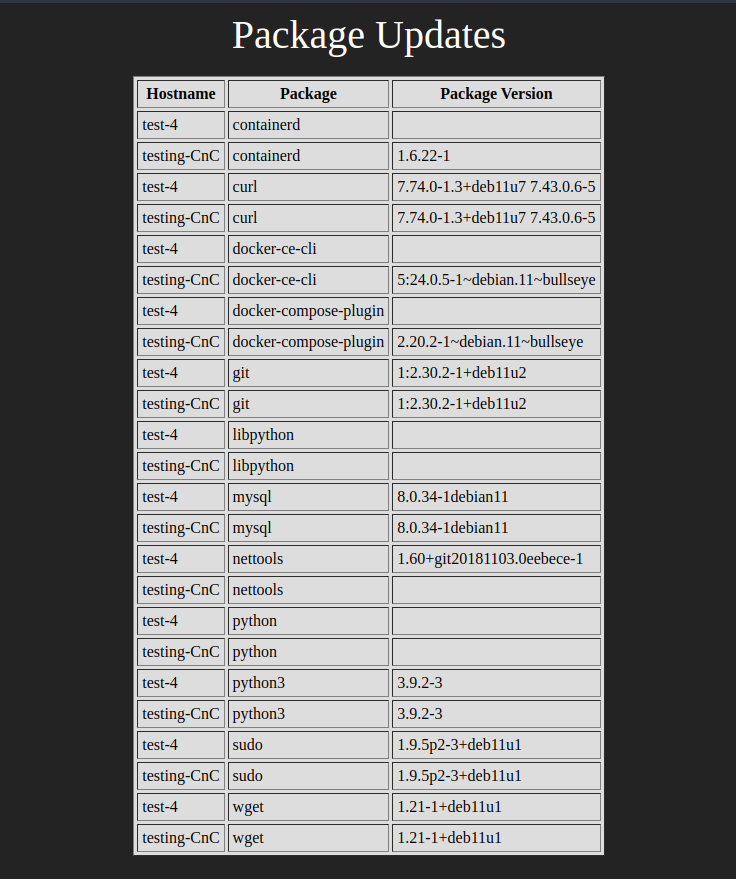 Package Updates
Hostname Package Package Version
test-4 containerd
testing-CnC containerd 1.6.22-1
test-4 curl 7.74.0-1.3+deb11u7 7.43.0.6-5
testing-CnC curl 7.74.0-1.3+deb11u7 7.43.0.6-5
test-4 docker-ce-cli
testing-CnC docker-ce-cli 5:24.0.5-1~debian.11~bullseye
test-4 docker-compose-plugin
testing-CnC docker-compose-plugin 2.20.2-1~debian.11~bullseye
test-4 git 1:2.30.2-1+deb11u2
testing-CnC git 1:2.30.2-1+deb11u2
test-4 libpython
testing-CnC libpython
test-4 mysql 8.0.34-1debian11
testing-CnC mysql 8.0.34-1debian11
test-4 nettools 1.60+git20181103.0eebece-1
testing-CnC nettools
test-4 python
testing-CnC python
test-4 python3 3.9.2-3
testing-CnC python3 3.9.2-3
test-4 sudo 1.9.5p2-3+deb11u1
testing-CnC sudo 1.9.5p2-3+deb11u1
test-4 wget 1.21-1+deb11u1
testing-CnC wget 1.21-1+deb11u1